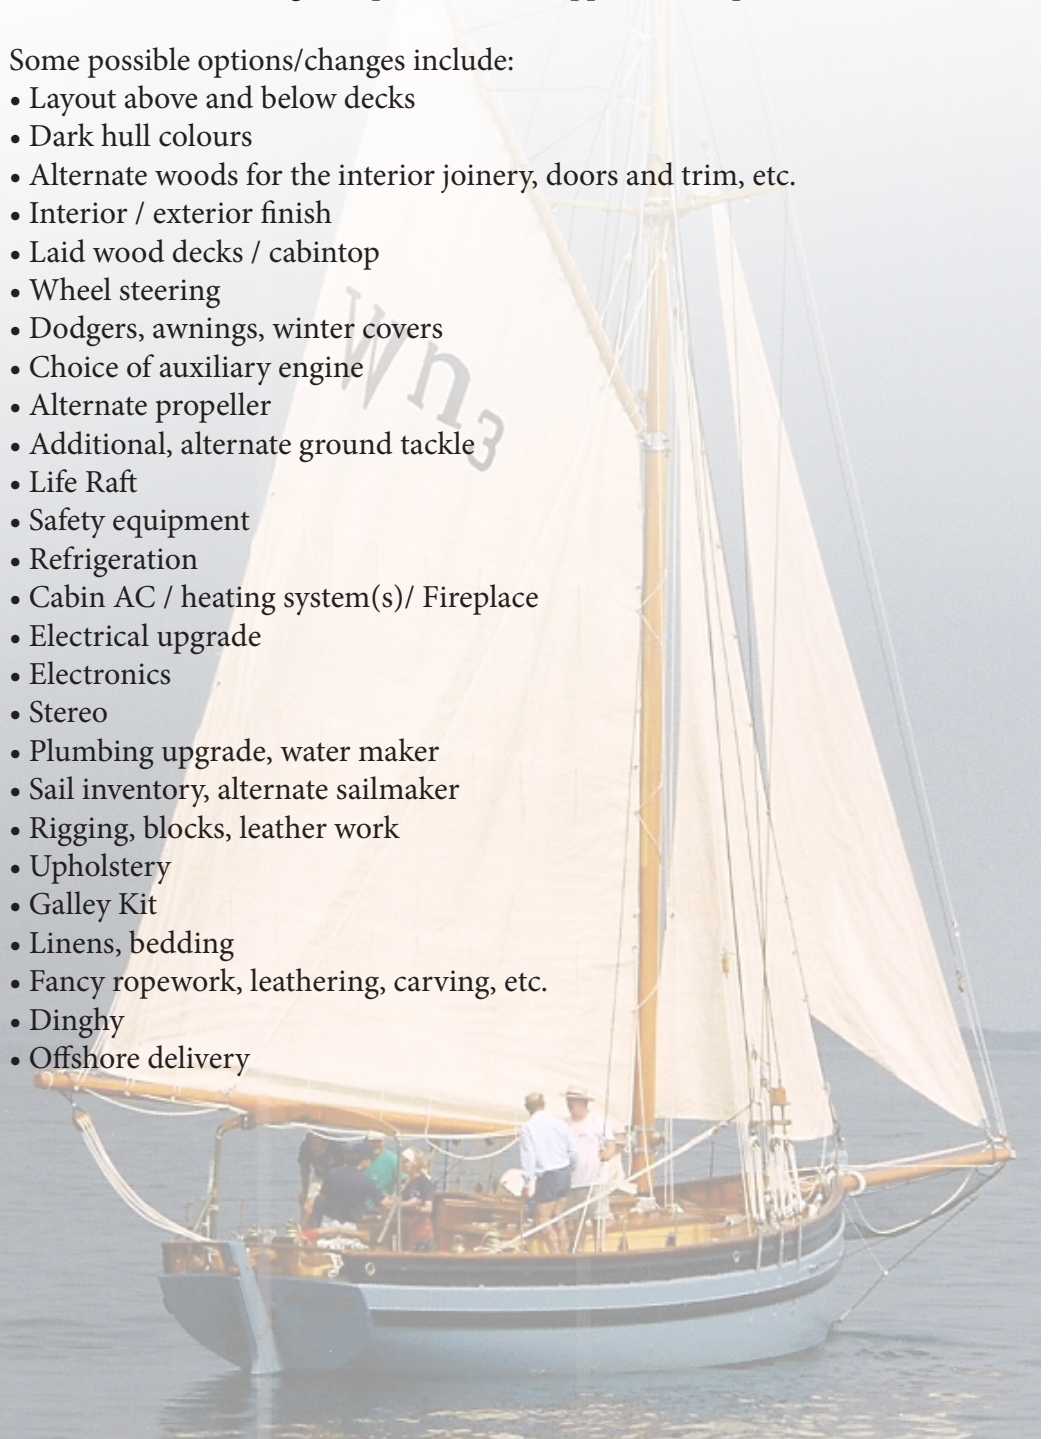 Some possible options/changes include:
• Layout above and below decks
• Dark hull colours
• Alternate woods for the interior joinery, doors and trim, etc.
• Interior / exterior finish
• Laid wood decks / cabintop
• Wheel steering
• Dodgers, awnings, winter covers
• Choice of auxiliary engine
• Alternate propeller
• Additional, alternate ground tackle
• Life Raft
• Safety equipment
• Refrigeration
• Cabin AC / heating system(s)/ Fireplace
• Electrical upgrade
• Electronics
• Stereo
• Plumbing upgrade, water maker
• Sail inventory, alternate sailmaker
• Rigging, blocks, leather work
• Upholstery
• Galley Kit
• Linens, bedding
• Fancy ropework, leathering, carving, etc.
• Dinghy
• Offshore delivery
Wn3